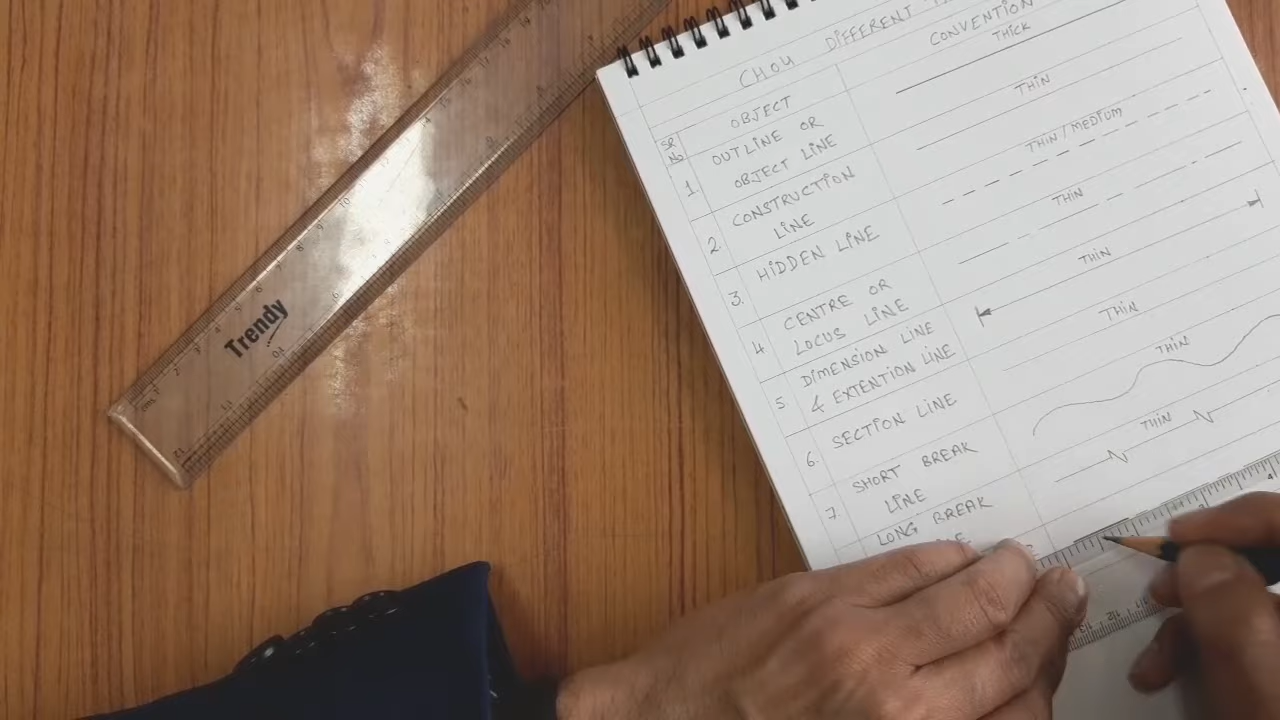 CHOU DIFFERENT
OBJECT CONVENTION
SR
NO
1. OUTLINE OR
OBJECT LINE
THICK
2. CONSTRUCTION
LINE
THIN
3. HIDDEN LINE
THIN/MEDIUM
4 CENTRE OR
LOCUS LINE
THIN
5. DIMENSION LINE
& EXTENTION LINE
THIN
6. SECTION LINE
THIN
7. SHORT BREAK
LINE
THIN
LONG BREAK
THIN
Trendy